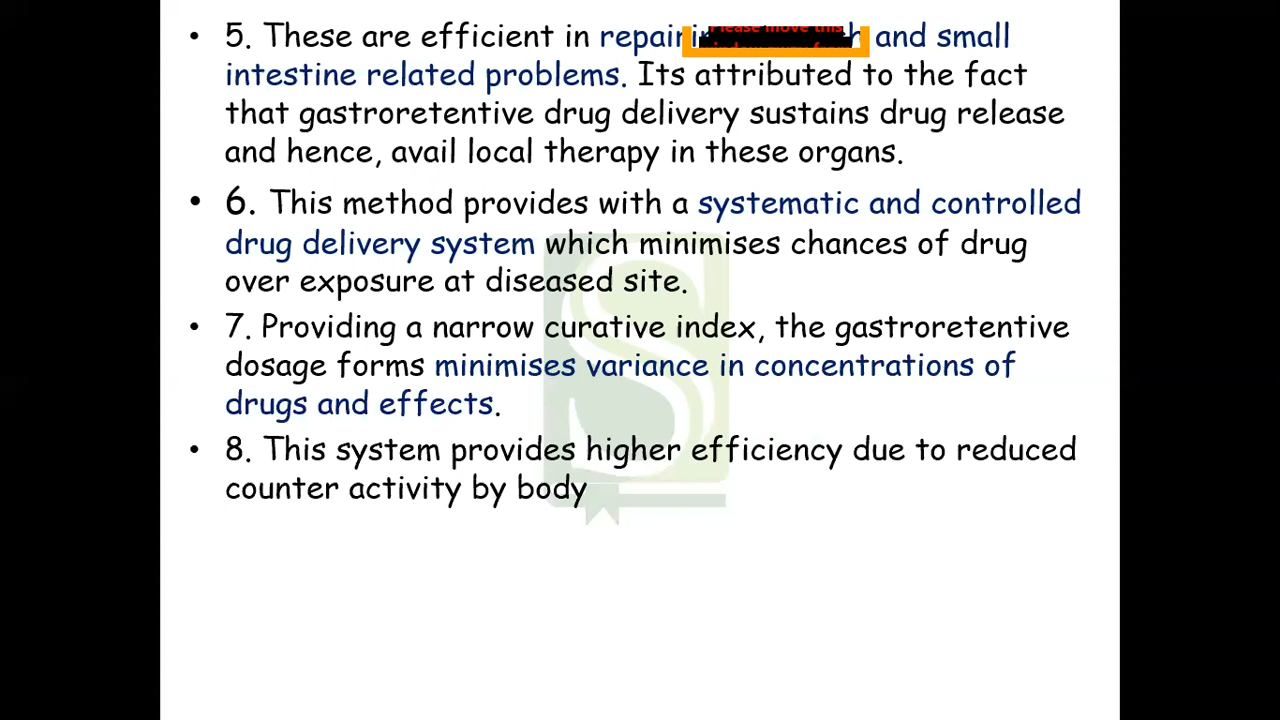 • 5. These are efficient in and small
intestine related problems. Its attributed to the fact
that gastroretentive drug delivery sustains drug release
and hence, avail local therapy in these organs.
• 6. This method provides with a systematic and controlled
drug delivery system which minimises chances of drug
over exposure at diseased site.
• 7. Providing a narrow curative index, the gastroretentive
dosage forms minimises variance in concentrations of
drugs and effects.
• 8. This system provides higher efficiency due to reduced
counter activity by body
Please move this